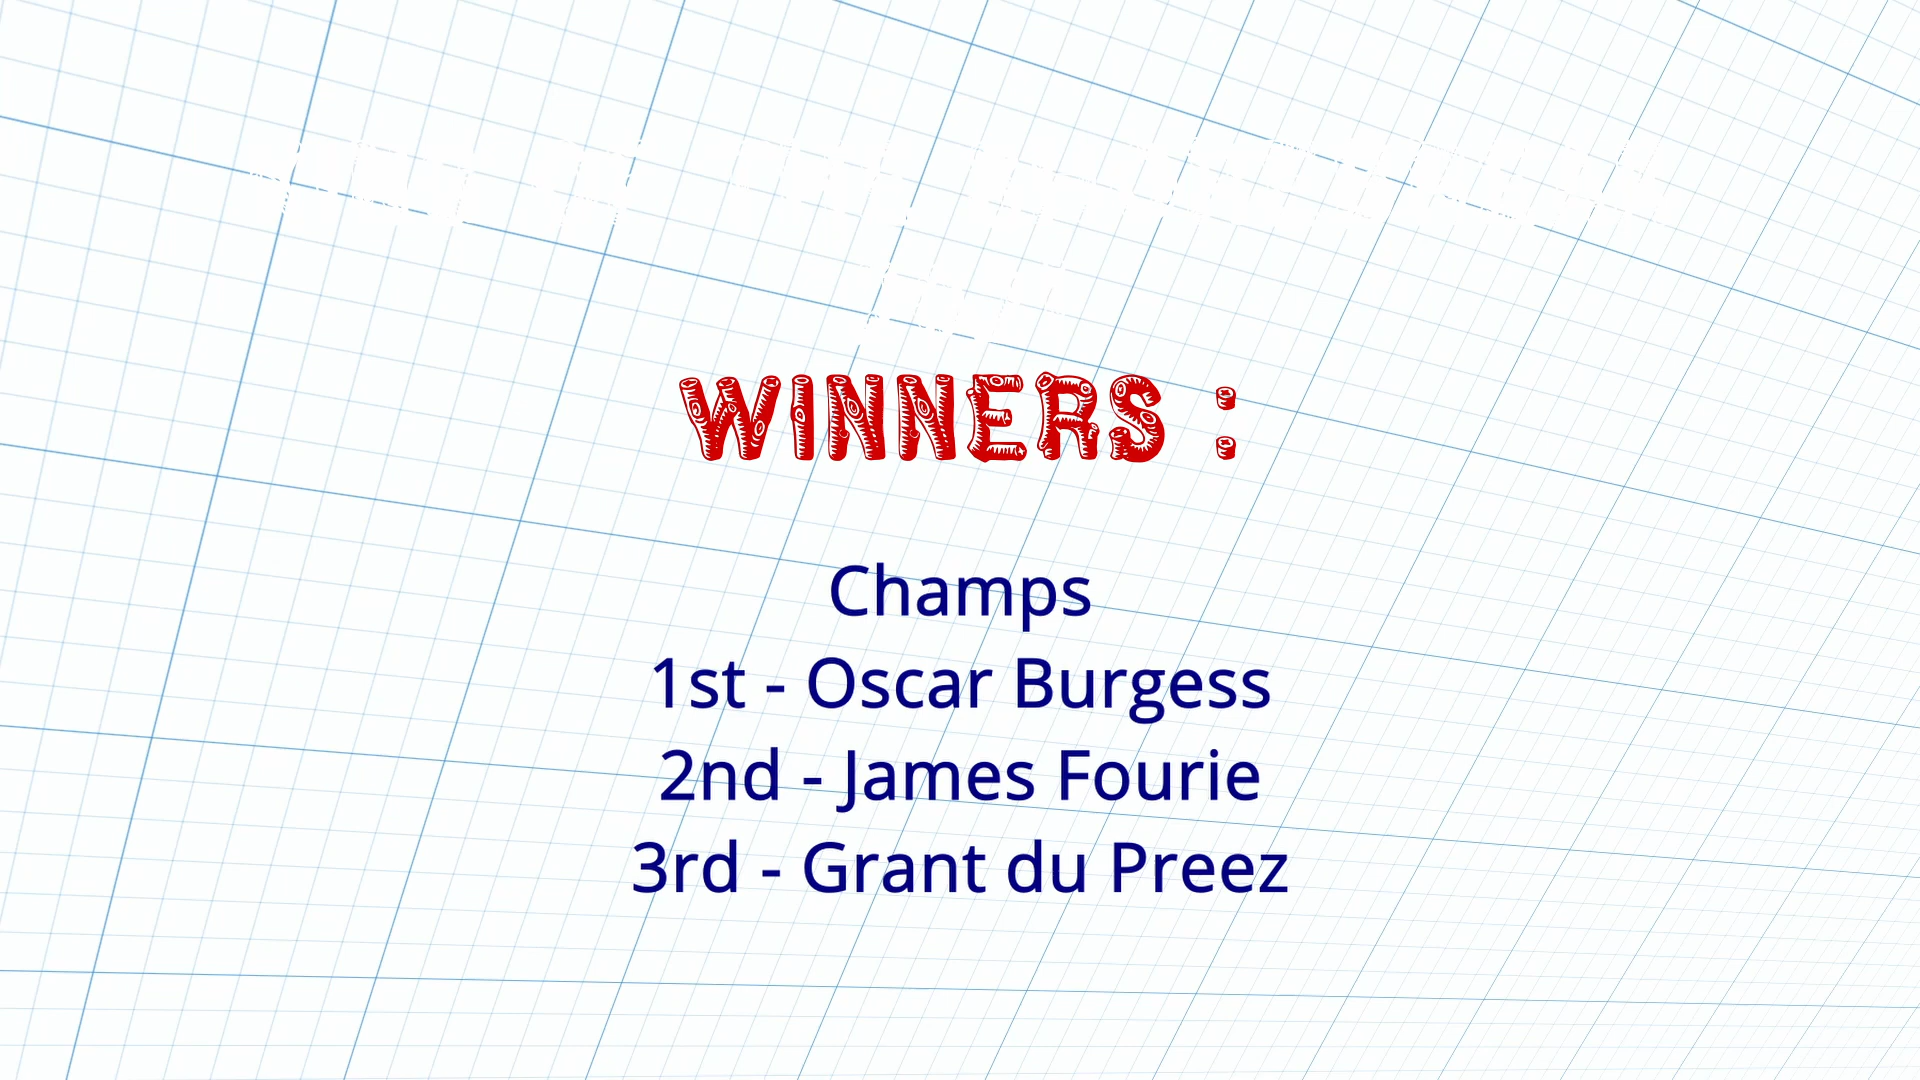 WINNERS :
Champs
1st - Oscar Burgess
2nd - James Fourie
3rd - Grant du Preez